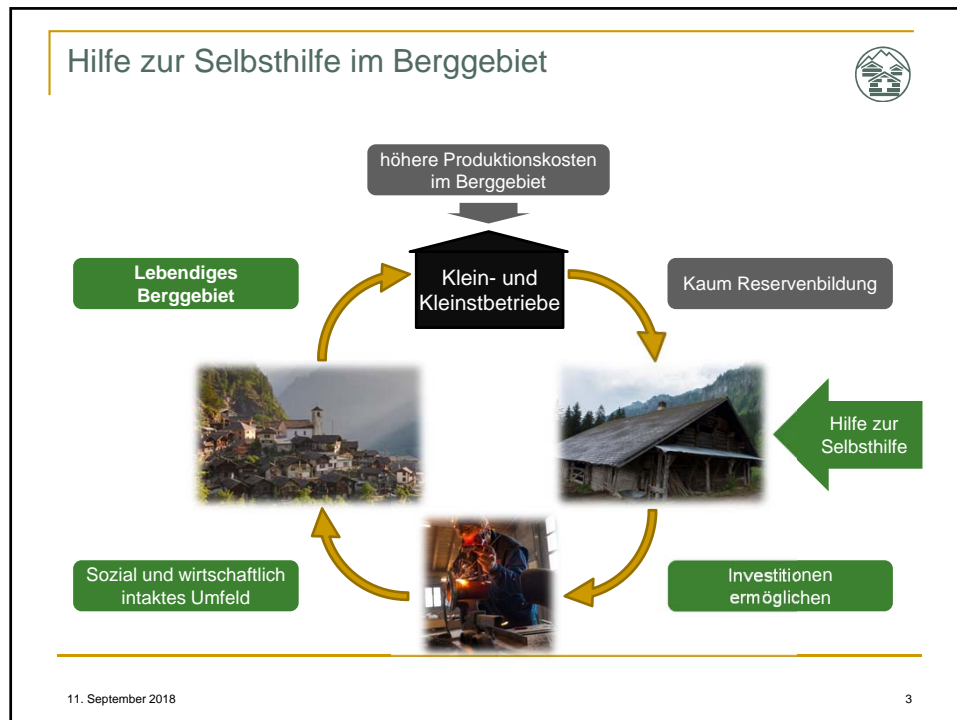 Hilfe zur Selbsthilfe im Berggebiet
höhere Produktionskosten
im Berggebiet
Lebendiges
Berggebiet
Klein- und
Kleinstbetriebe
Kaum Reservenbildung
Hilfe zur
Selbsthilfe
Sozial und wirtschaftlich
intaktes Umfeld
Investitionen
ermöglichen
11. September 2018
3